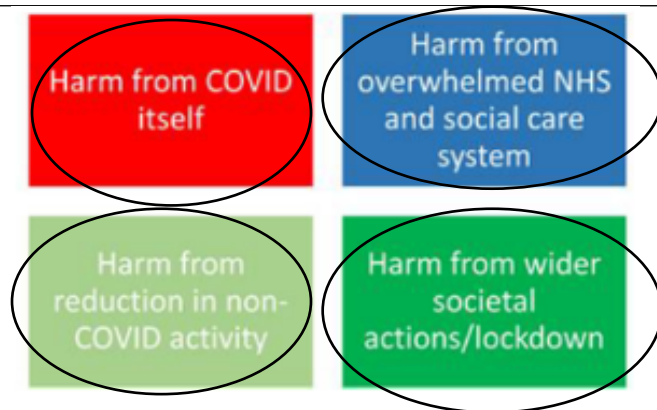 Harm from COVID
itself
Harm from
overwhelmed NHS
and social care
system
Harm from
reduction in non-
COVID activity
Harm from wider
societal
actions/lockdown